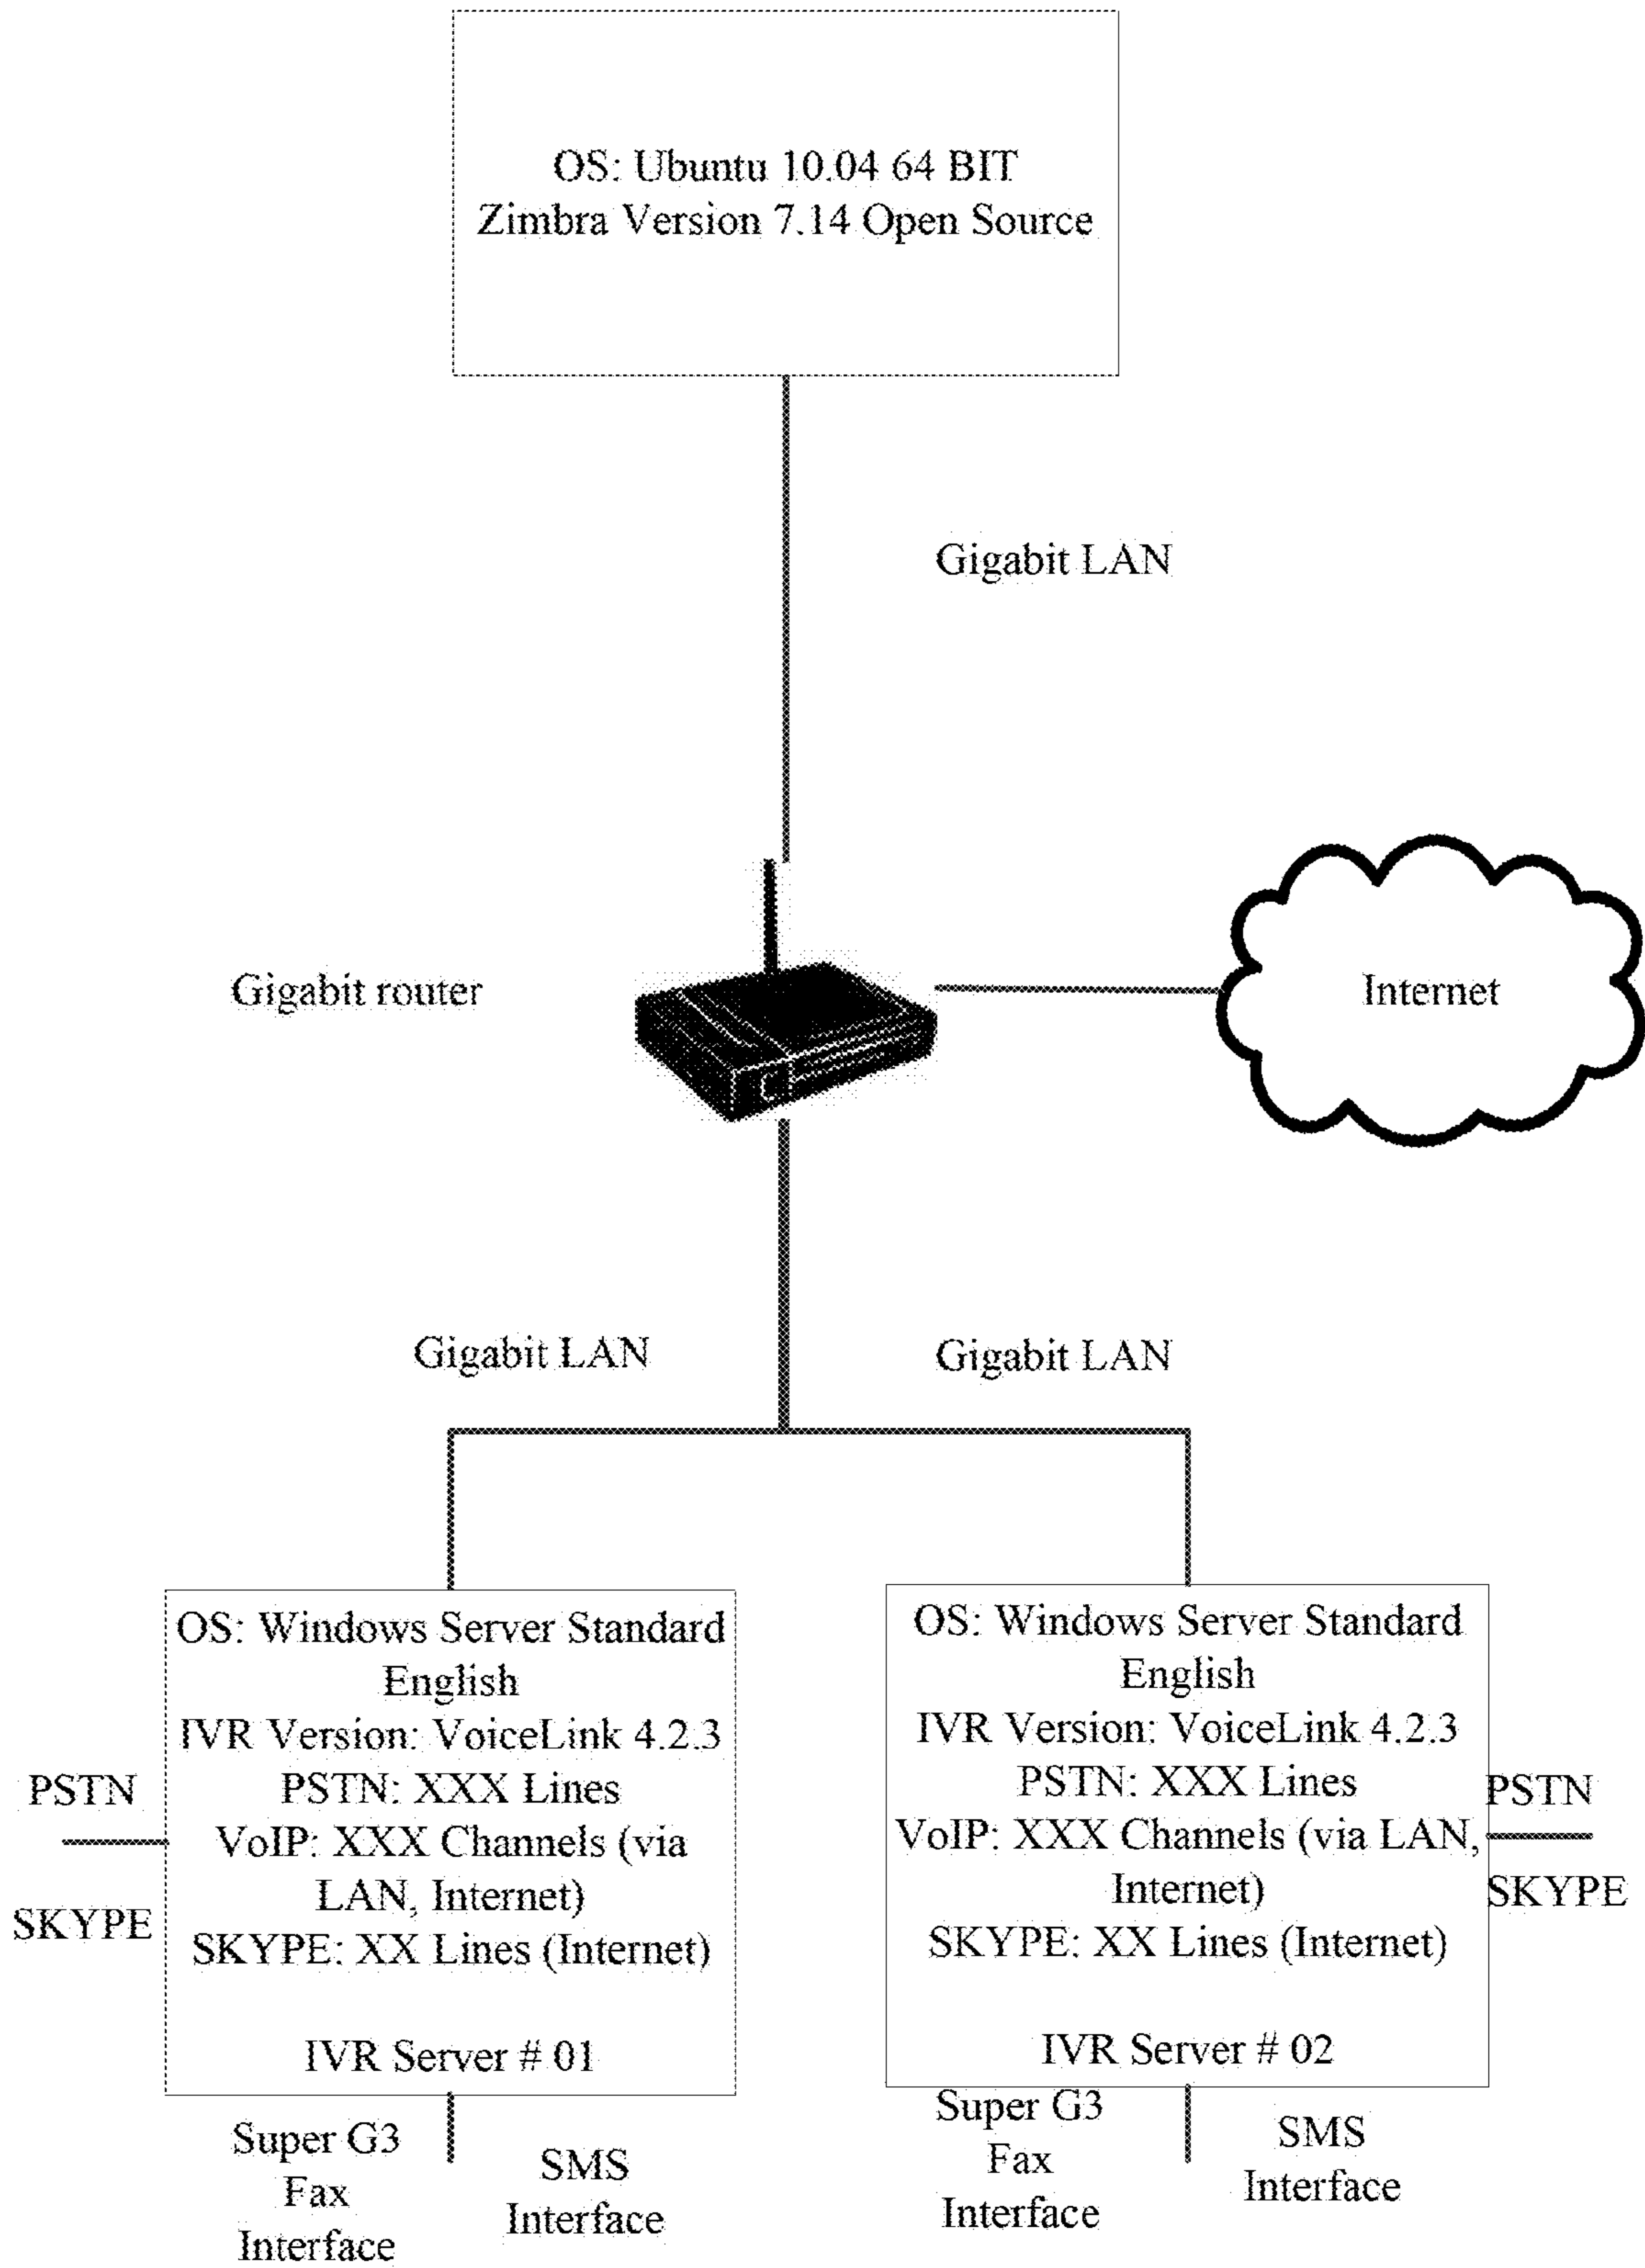 OS: Ubuntu 10.04 64 BIT
Zimbra Version 7.14 Open Source
Gigabit LAN
Gigabit router
Internet
Gigabit LAN
Gigabit LAN
OS: Windows Server Standard
English
IVR Version: VoiceLink 4.2.3
PSTN: XXX Lines
VoIP: XXX Channels (via
LAN, Internet)
SKYPE: XX Lines (Internet)
IVR Server # 01
PSTN
SKYPE
Super G3
Fax
Interface
SMS
Interface
OS: Windows Server Standard
English
IVR Version: VoiceLink 4.2.3
PSTN: XXX Lines
VoIP: XXX Channels (via LAN,
Internet)
SKYPE: XX Lines (Internet)
IVR Server # 02
PSTN
SKYPE
Super G3
Fax
Interface
SMS
Interface